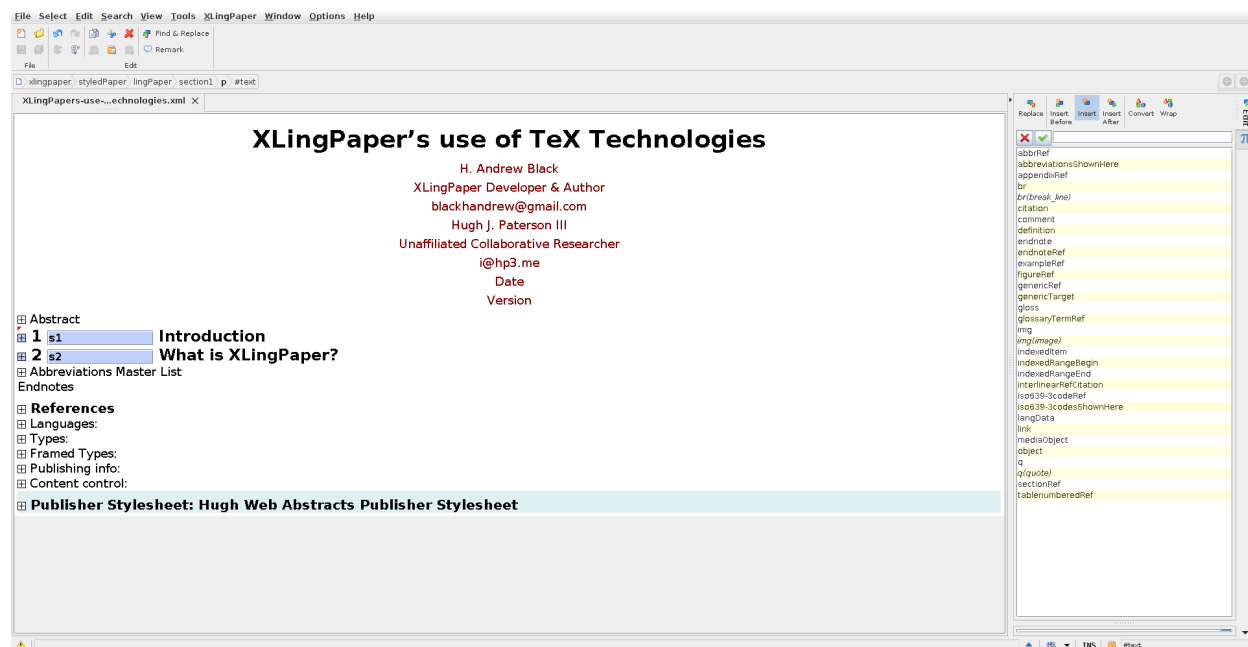 File Select Edit Search View Tools XLingPaper Window Options Help
Find & Replace
Remark
File Edit
xlingpaper styledPaper lingPaper section1 p #text
XLingPapers-use-...echnologies.xml
XLingPaper’s use of TeX Technologies
H. Andrew Black
XLingPaper Developer & Author
blackhandrew@gmail.com
Hugh J. Paterson III
Unaffiliated Collaborative Researcher
i@hp3.me
Date
Version
Abstract
1 s1 Introduction
2 s2 What is XLingPaper?
Abbreviations Master List
Endnotes
References
Languages:
Types:
Framed Types:
Publishing info:
Content control:
Publisher Stylesheet: Hugh Web Abstracts Publisher Stylesheet
Replace Insert Before Insert Insert After Convert Wrap
Edit
abbrRef
abbreviationsShownHere
appendixRef
br
br(break_line)
citation
comment
definition
endnote
endnoteRef
exampleRef
figureRef
genericRef
genericTarget
gloss
glossaryTermRef
img
img(image)
indexedItem
indexedRangeBegin
indexedRangeEnd
interlinearRefCitation
iso639-3codeRef
iso639-3codesShownHere
langData
link
mediaObject
object
q
q(quote)
sectionRef
tablenumberedRef
INS #text